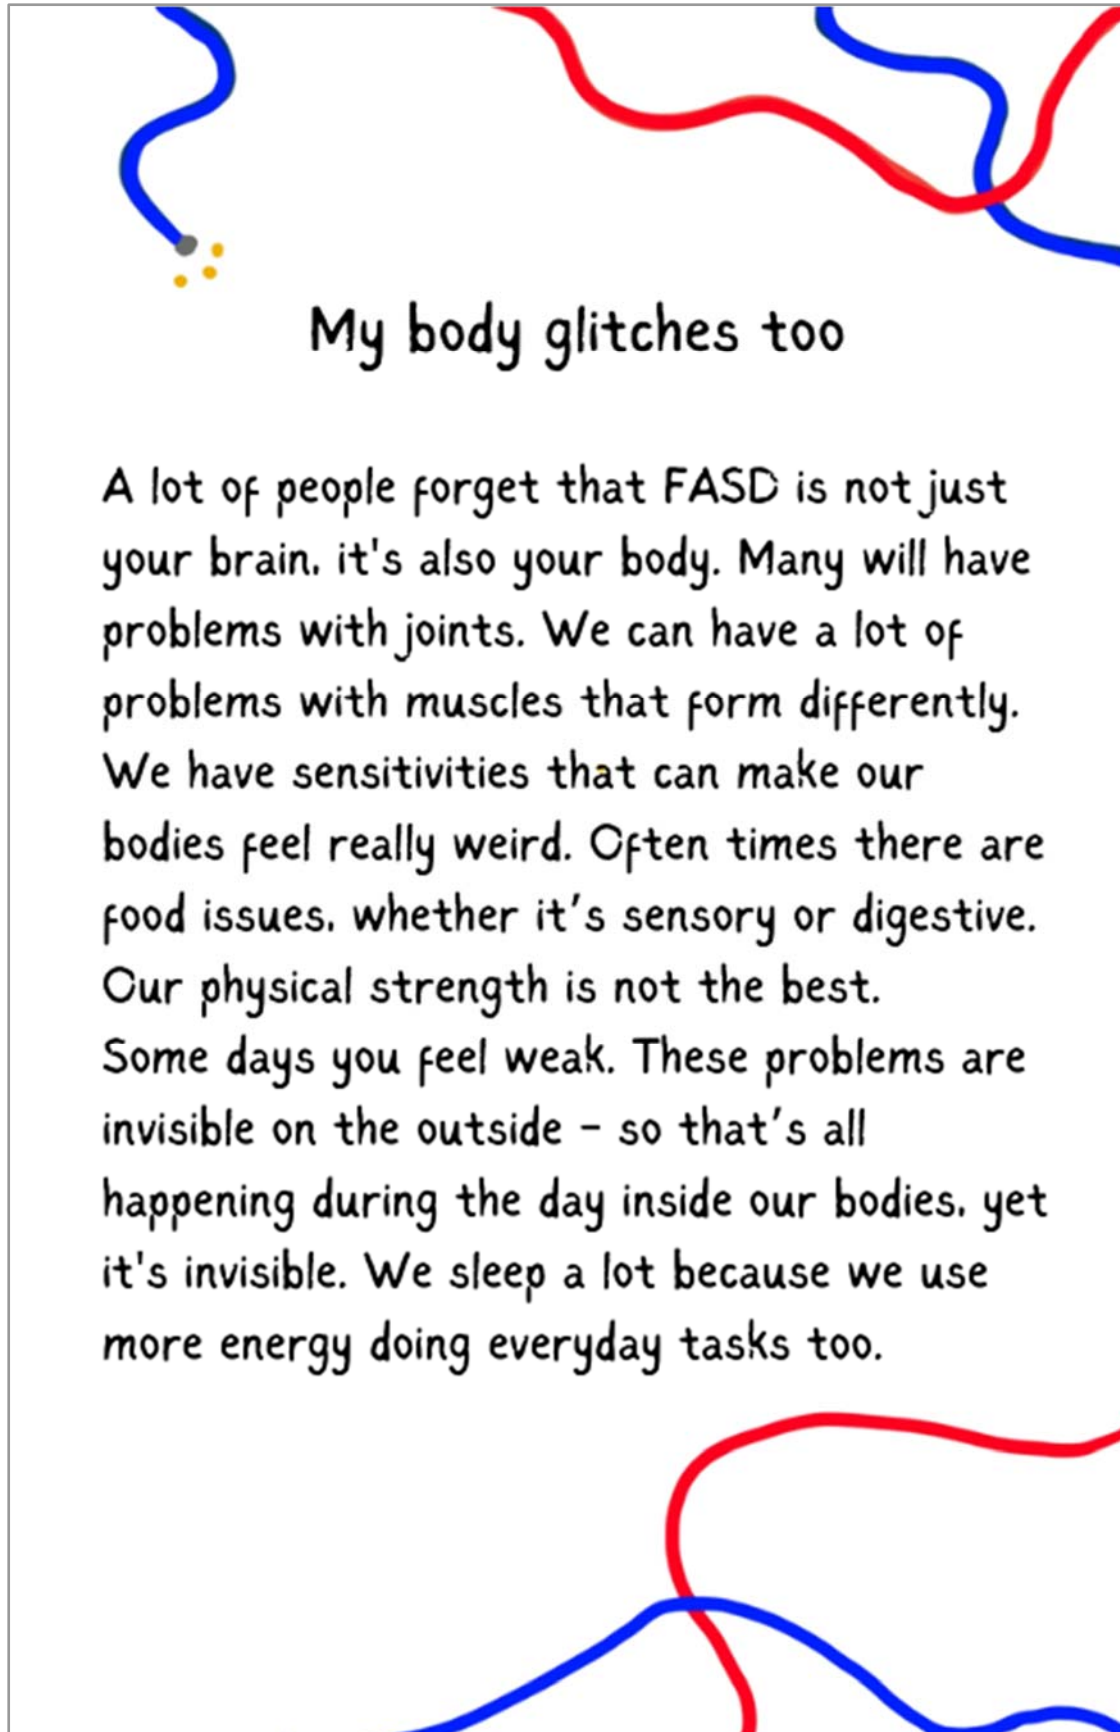 My body glitches too
A lot of people forget that FASD is not just
your brain, it's also your body. Many will have
problems with joints. We can have a lot of
problems with muscles that form differently.
We have sensitivities that can make our
bodies feel really weird. Often times there are
food issues, whether it’s sensory or digestive.
Our physical strength is not the best.
Some days you feel weak. These problems are
invisible on the outside – so that’s all
happening during the day inside our bodies, yet
it's invisible. We sleep a lot because we use
more energy doing everyday tasks too.